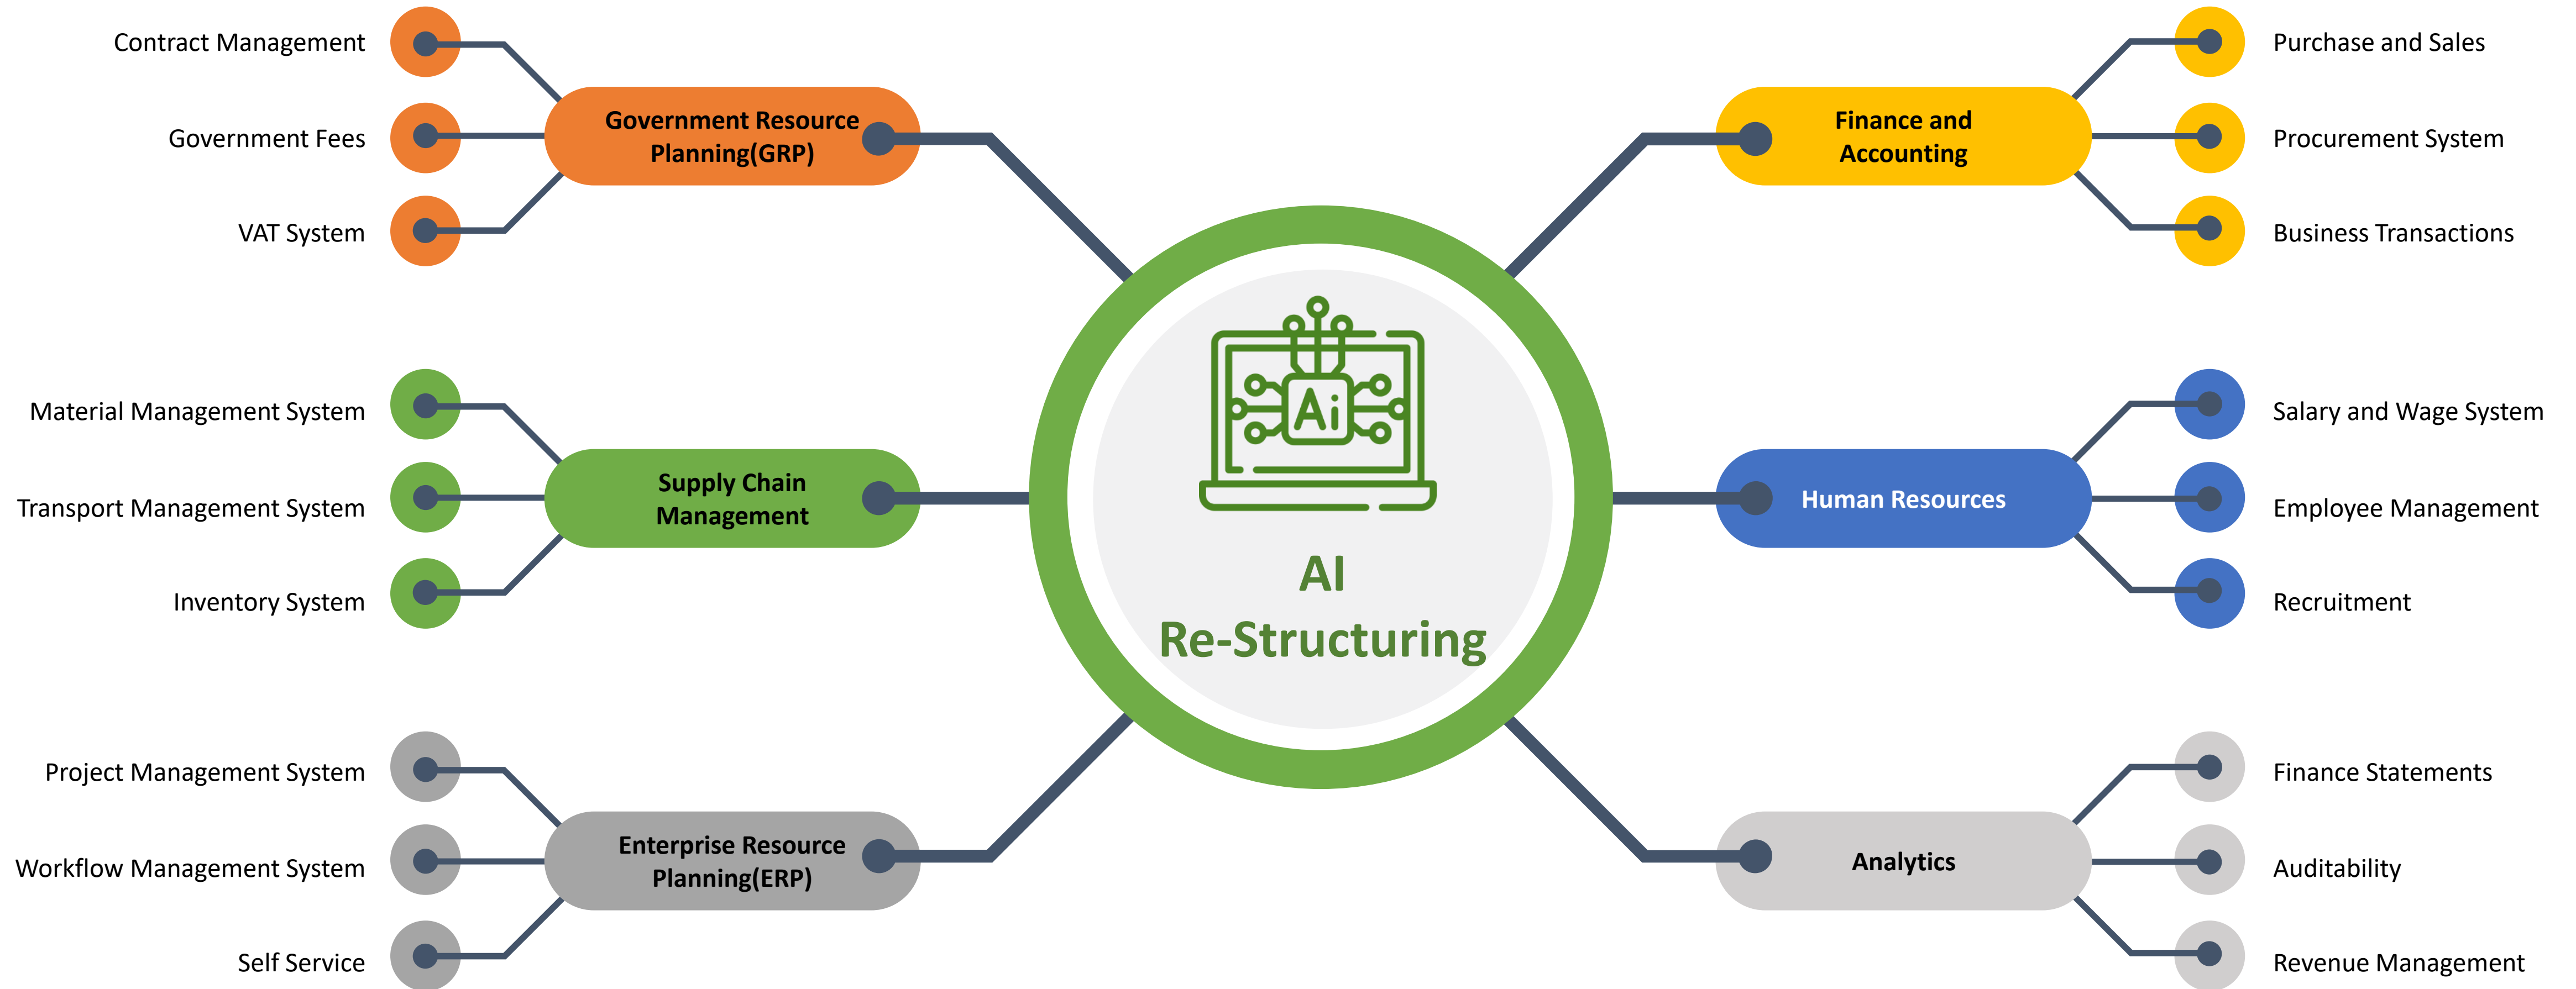 Contract Management
Government Fees
VAT System
Government Resource
Planning(GRP)
Material Management System
Transport Management System
Inventory System
Supply Chain
Management
Project Management System
Workflow Management System
Self Service
Enterprise Resource
Planning(ERP)
Ai
AI
Re-Structuring
Finance and
Accounting
Purchase and Sales
Procurement System
Business Transactions
Human Resources
Salary and Wage System
Employee Management
Recruitment
Analytics
Finance Statements
Auditability
Revenue Management